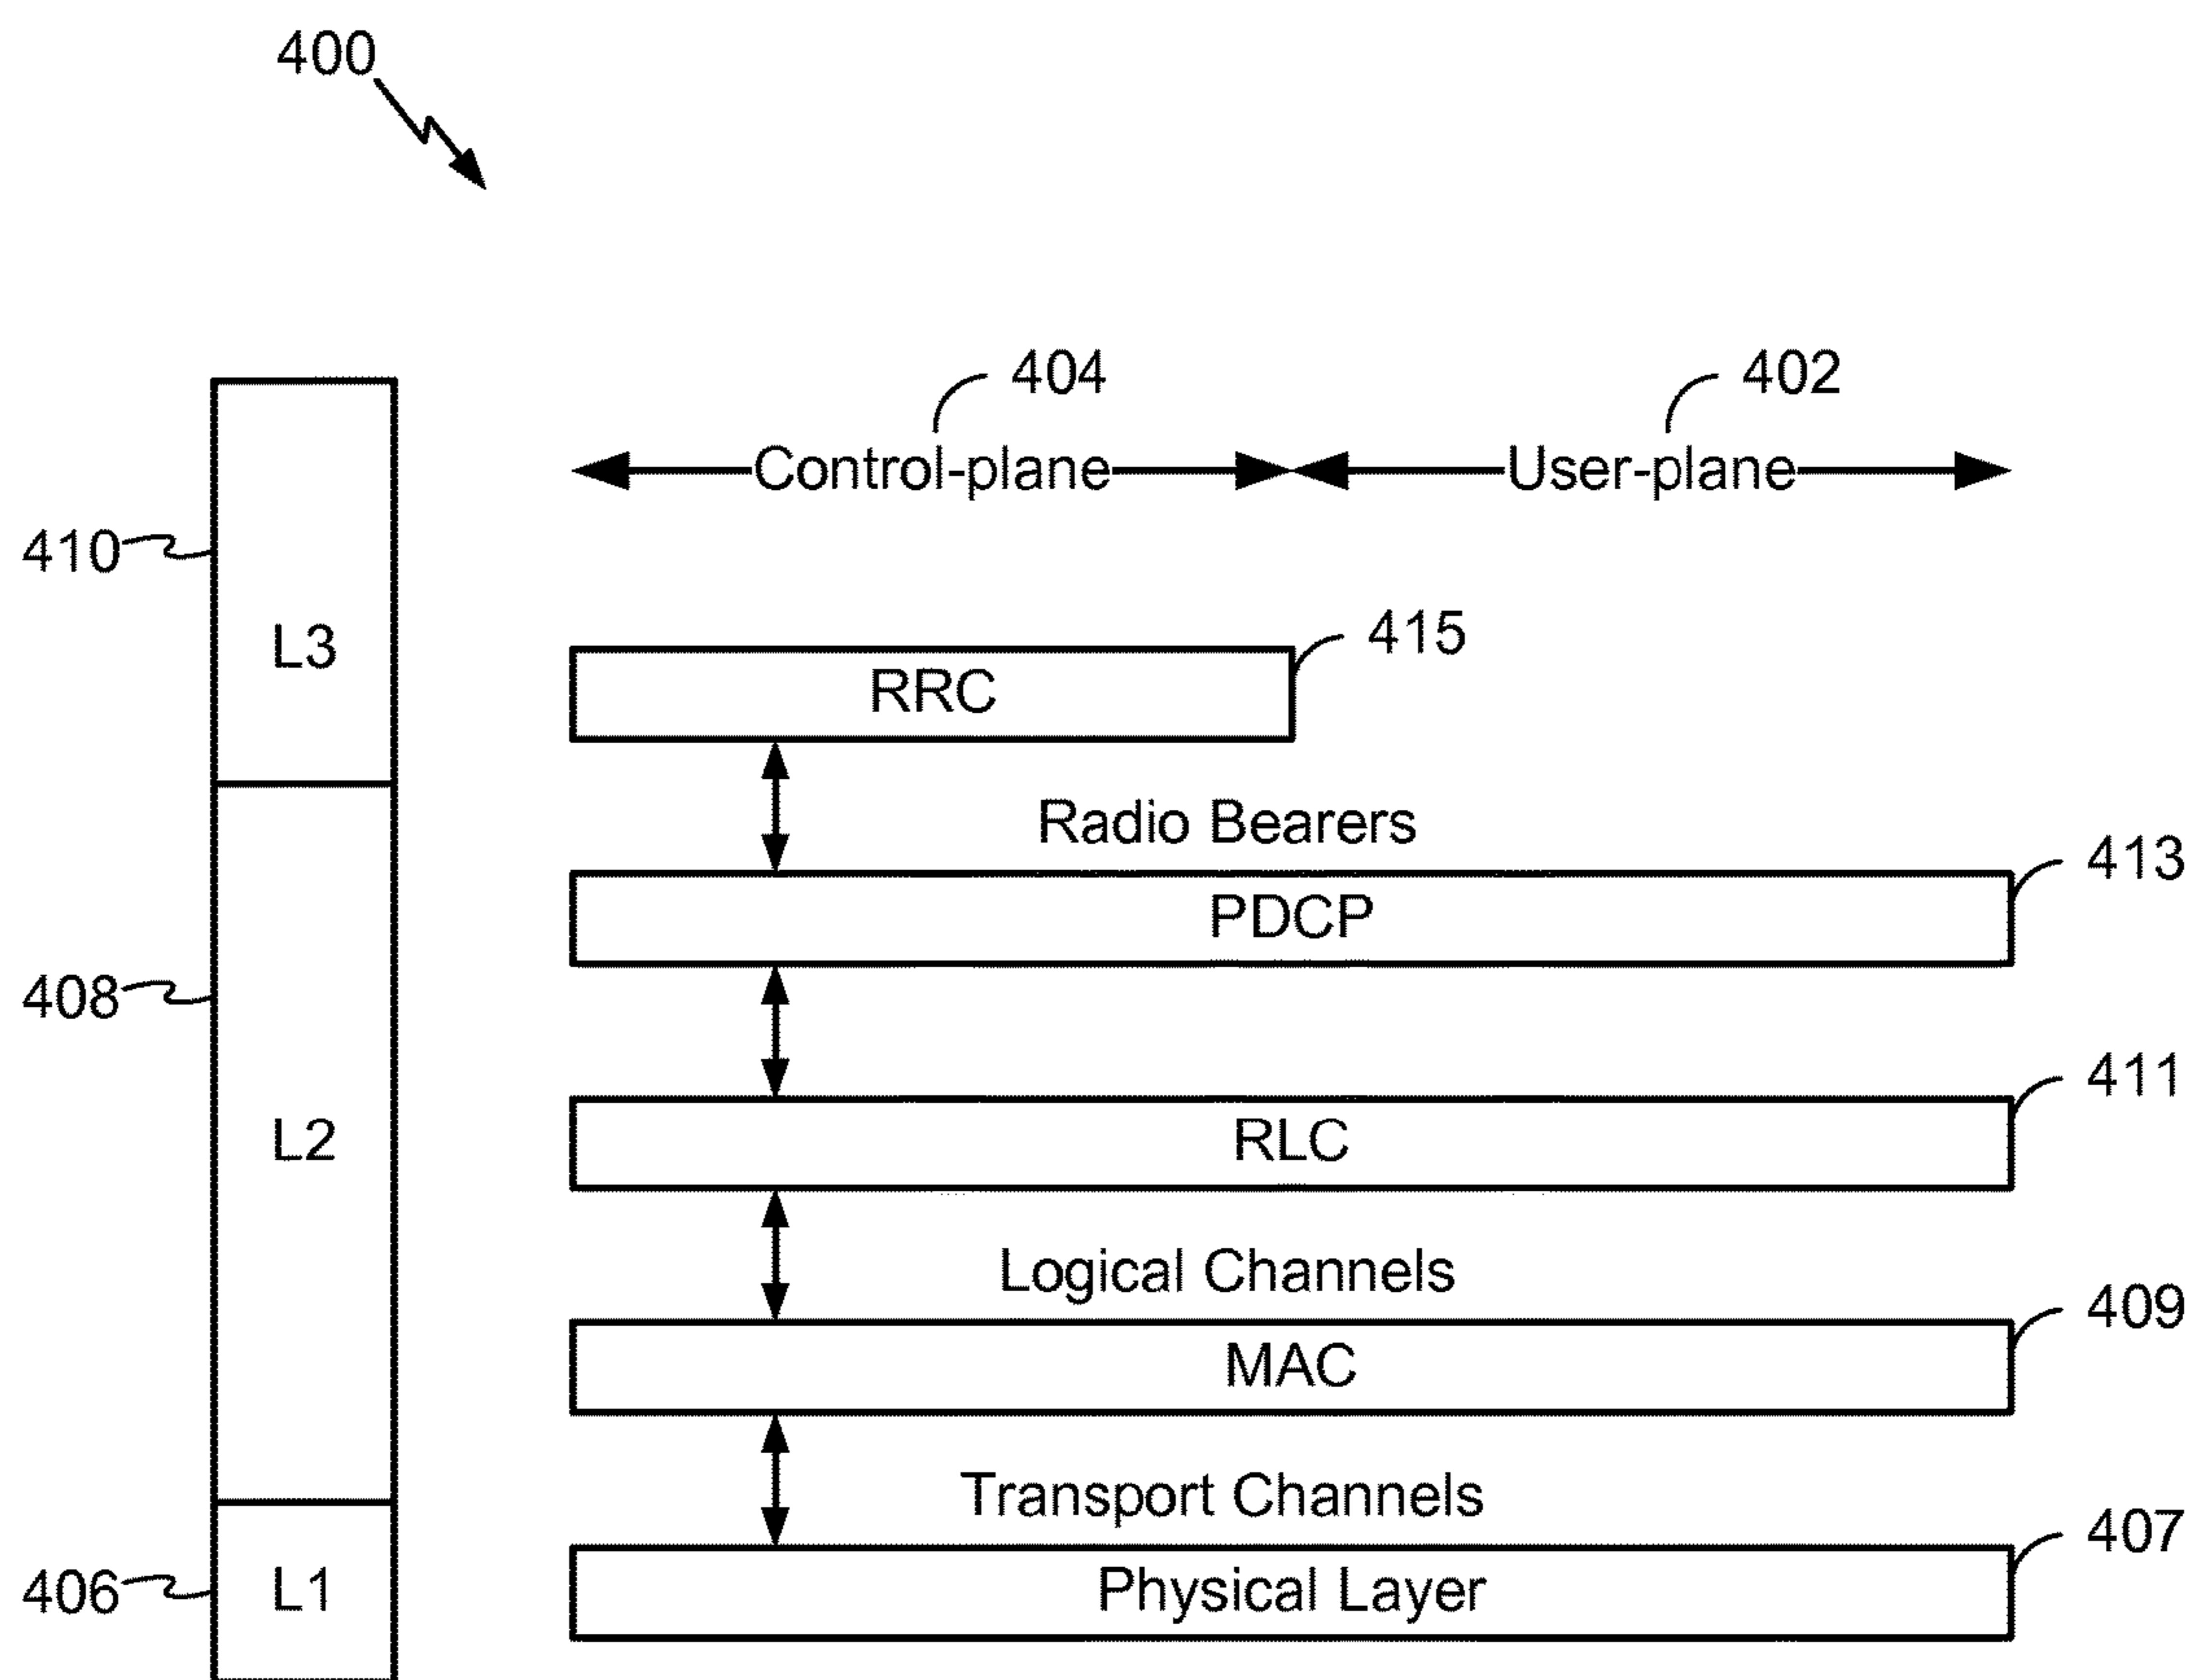 400
404
402
Control-plane
User-plane
410
L3
415
RRC
Radio Bearers
413
PDCP
408
411
L2
RLC
Logical Channels
409
MAC
Transport Channels
407
406
L1
Physical Layer